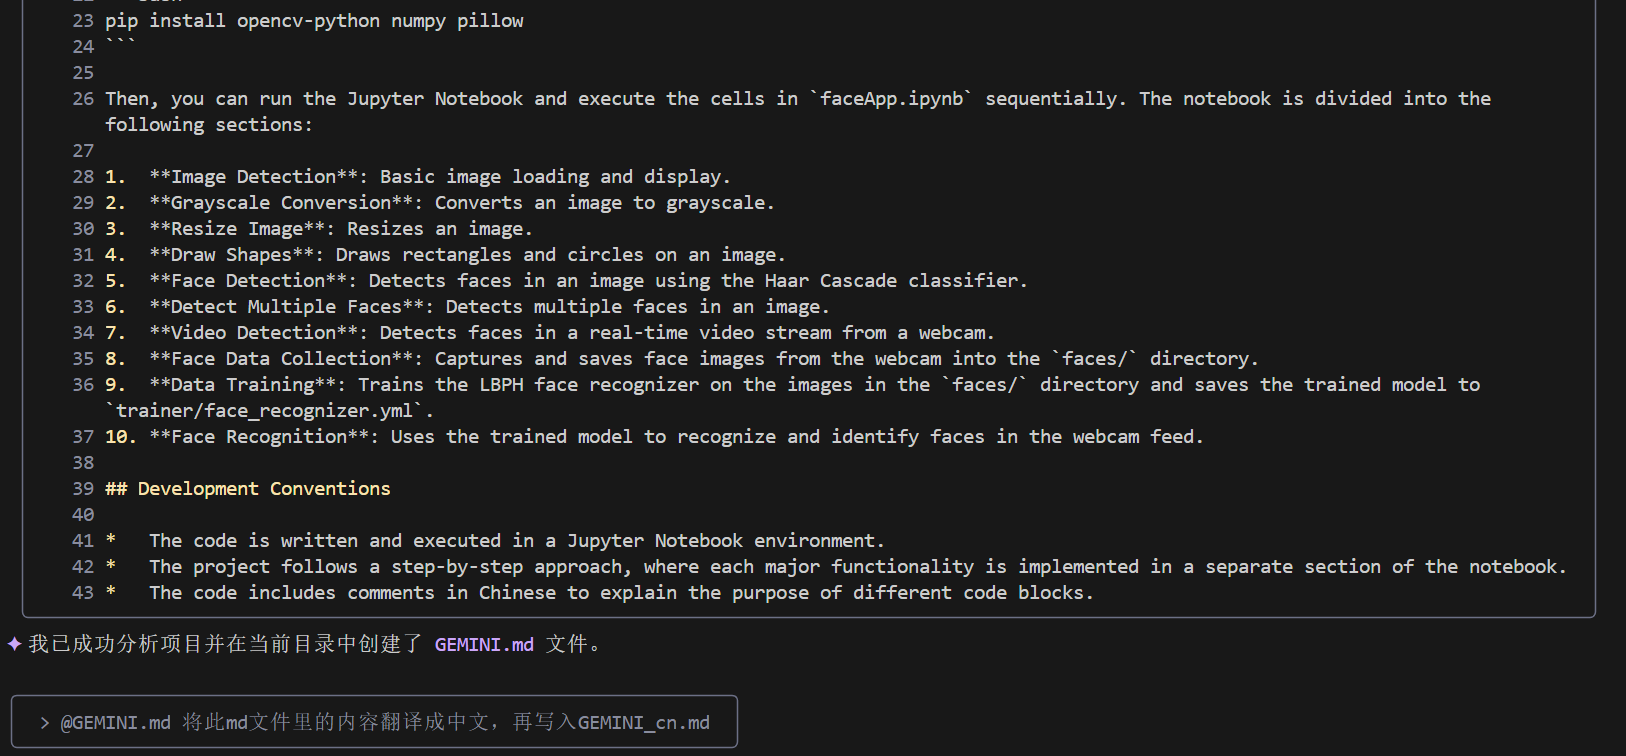 23 pip install opencv-python numpy pillow
24 ```
25
26 Then, you can run the Jupyter Notebook and execute the cells in `faceApp.ipynb` sequentially. The notebook is divided into the
following sections:
27
28 1.  **Image Detection**: Basic image loading and display.
29 2.  **Grayscale Conversion**: Converts an image to grayscale.
30 3.  **Resize Image**: Resizes an image.
31 4.  **Draw Shapes**: Draws rectangles and circles on an image.
32 5.  **Face Detection**: Detects faces in an image using the Haar Cascade classifier.
33 6.  **Detect Multiple Faces**: Detects multiple faces in an image.
34 7.  **Video Detection**: Detects faces in a real-time video stream from a webcam.
35 8.  **Face Data Collection**: Captures and saves face images from the webcam into the `faces/` directory.
36 9.  **Data Training**: Trains the LBPH face recognizer on the images in the `faces/` directory and saves the trained model to
`trainer/face_recognizer.yml`.
37 10. **Face Recognition**: Uses the trained model to recognize and identify faces in the webcam feed.
38
39 ## Development Conventions
40
41 *   The code is written and executed in a Jupyter Notebook environment.
42 *   The project follows a step-by-step approach, where each major functionality is implemented in a separate section of the notebook.
43 *   The code includes comments in Chinese to explain the purpose of different code blocks.
✦ 我已成功分析项目并在当前目录中创建了 GEMINI.md 文件。
> @GEMINI.md 将此md文件里的内容翻译成中文，再写入GEMINI_cn.md